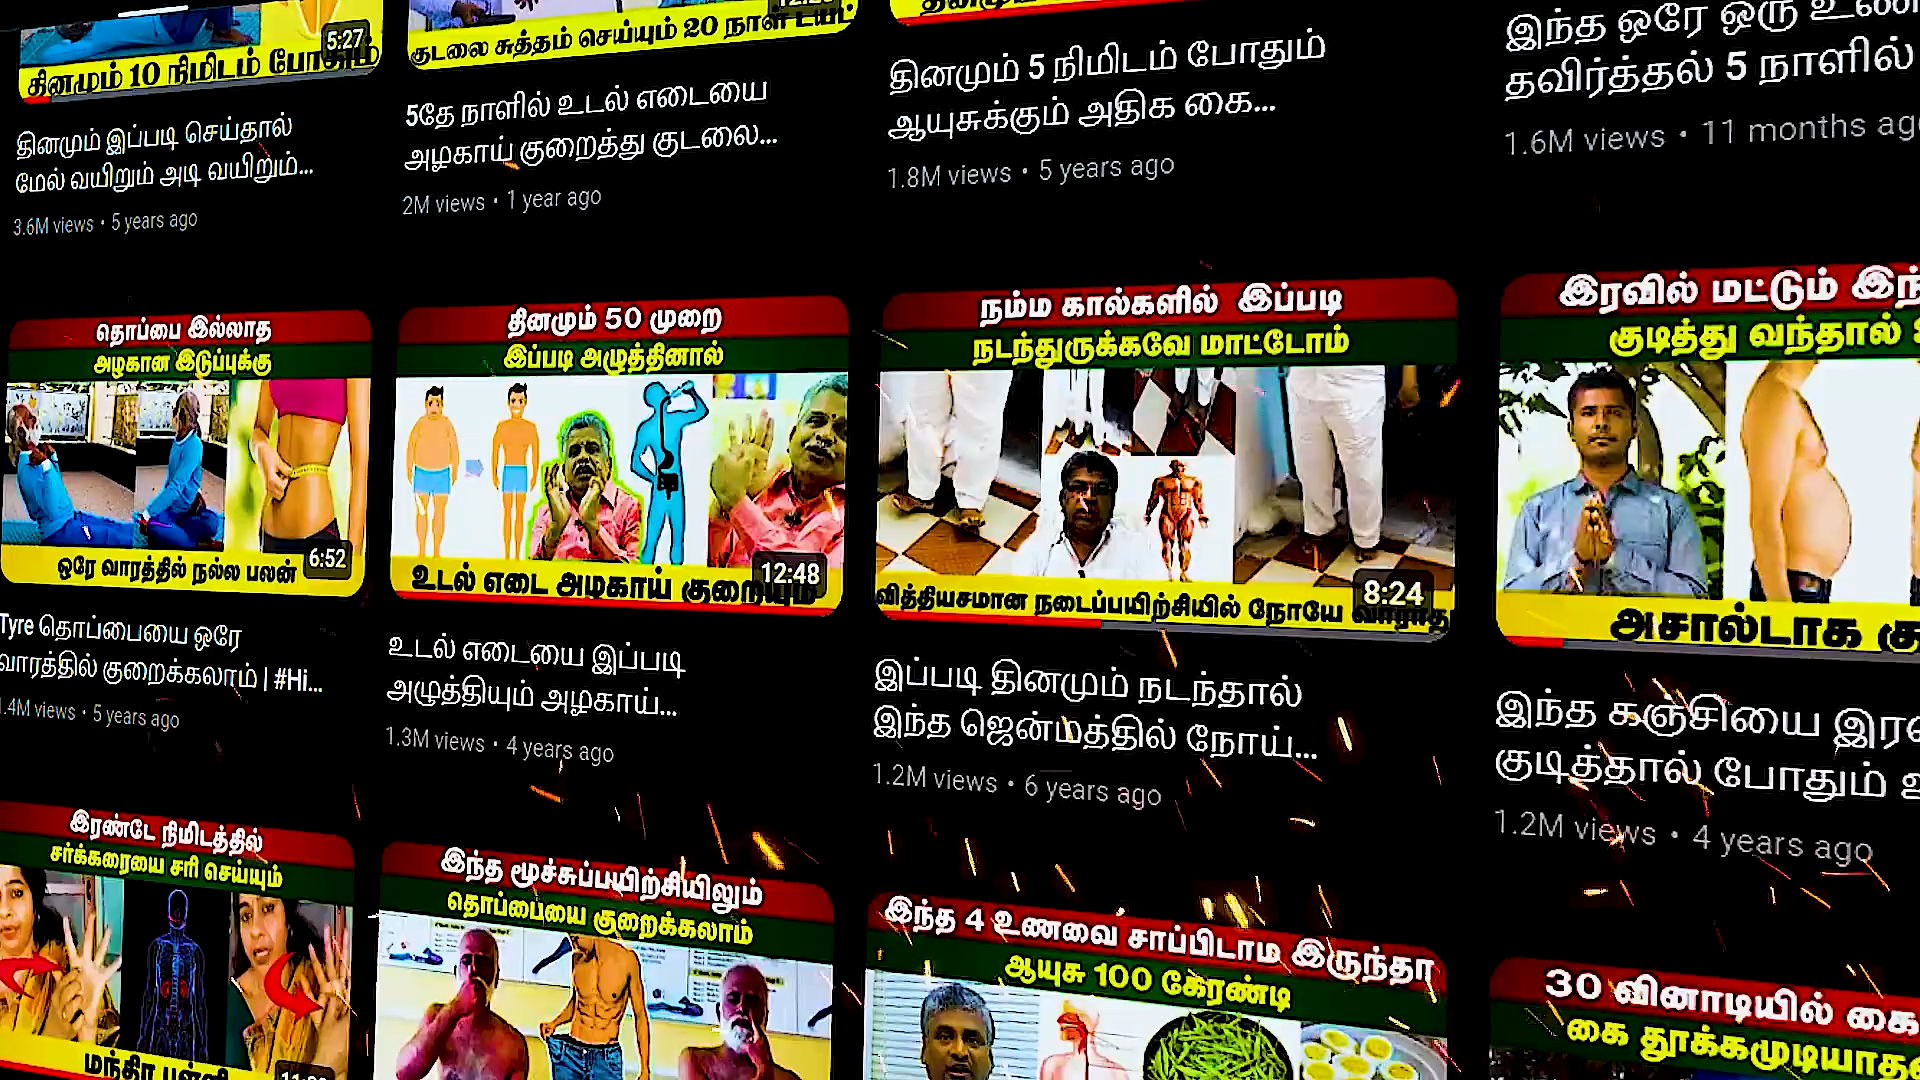 5:27
தினமும் 10 நிமிடம் போதும்
தினமும் இப்படி செய்தால்
மேல் வயிறும் அடி வயிறும்...
3.6M views • 5 years ago
குடலை சுத்தம் செய்யும் 20 நாள் டயட்
5தே நாளில் உடல் எடையை
அழகாய் குறைத்து குடலை...
2M views • 1 year ago
தினமும் 5 நிமிடம் போதும்
ஆயுசுக்கும் அதிக கை...
1.8M views • 5 years ago
இந்த ஒரே ஒரு
தவிர்த்தல் 5 நாளில்
1.6M views • 11 months
தொப்பை இல்லாத
அழகான இடுப்புக்கு
ஒரே வாரத்தில் நல்ல பலன்
6:52
Tyre தொப்பையை ஒரே
வாரத்தில் குறைக்கலாம் | #Hi...
.4M views • 5 years ago
தினமும் 50 முறை
இப்படி அழுத்தினால்
உடல் எடை அழகாய் குறையும்
12:48
உடல் எடையை இப்படி
அழுத்தியும் அழகாய்...
1.3M views • 4 years ago
நம்ம கால்களில் இப்படி
நடந்துருக்கவே மாட்டோம்
வித்தியசமான நடைப்பயிற்சியில் நோயே
8:24
இப்படி தினமும் நடந்தால்
இந்த ஜென்மத்தில் நோய்...
1.2M views • 6 years ago
இரவில் மட்டும்
குடித்து வந்தால்
அசால்டாக
இந்த கஞ்சியை
குடித்தால் போதும்
1.2M views • 4 years ago
இரண்டே நிமிடத்தில்
சர்க்கரையை சரி செய்யும்
இந்த மூச்சுப்பயிற்சியிலும்
தொப்பையை குறைக்கலாம்
இந்த 4 உணவை சாப்பிடாம இருந்தா
ஆயுசு 100 கேரண்டி
30 வினாடியில் கை
கை தூக்கமுடியாத